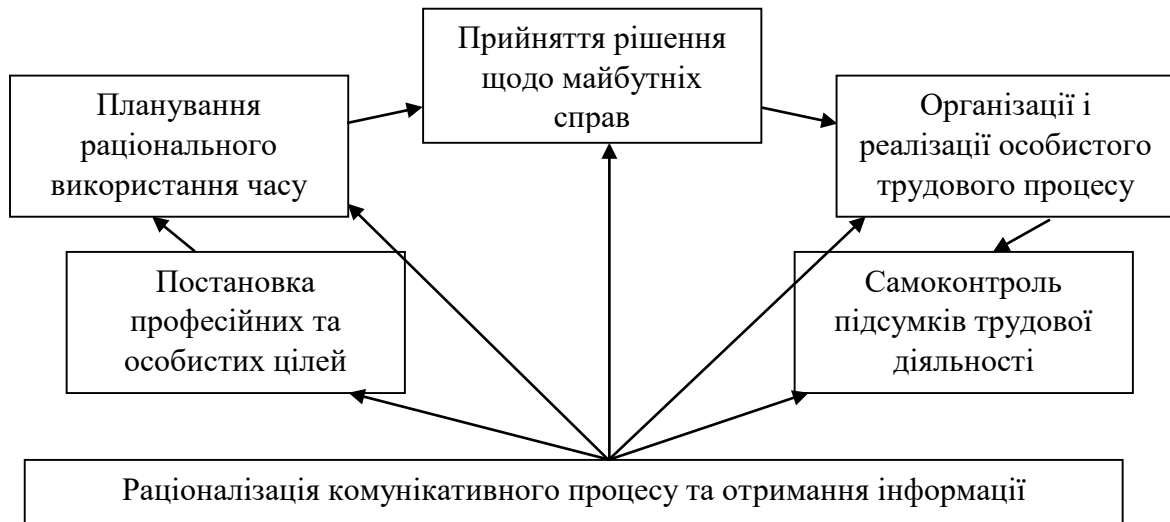 Прийняття рішення
щодо майбутніх
справ
Планування
раціонального
використання часу
Організації і
реалізації особистого
трудового процесу
Постановка
професійних та
особистих цілей
Самоконтроль
підсумків трудової
діяльності
Раціоналізація комунікативного процесу та отримання інформації